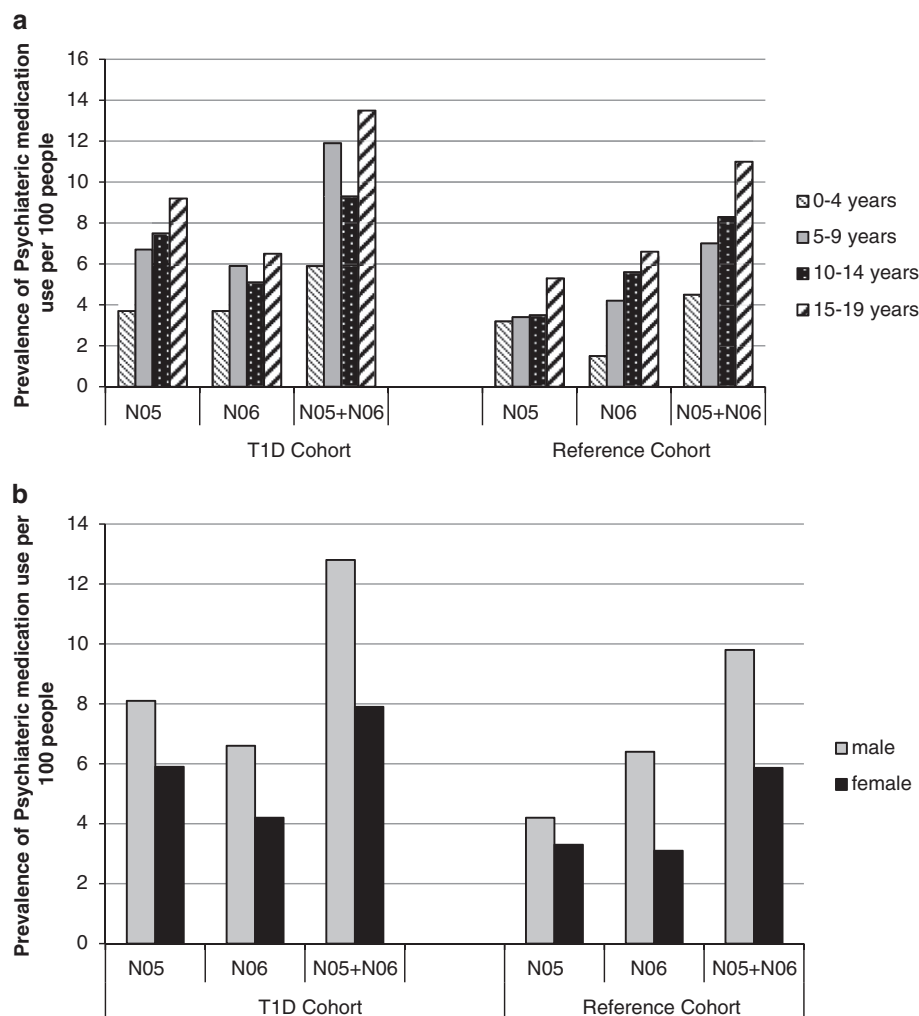 a
Prevalence of Psychiateric medication
use per 100 people
16
14
12
10
8
6
4
2
0
N05 N06 N05+N06 N05 N06 N05+N06
T1D Cohort Reference Cohort
0-4 years
5-9 years
10-14 years
15-19 years
b
Prevalence of Psychiateric medication use per
100 people
14
12
10
8
6
4
2
0
N05 N06 N05+N06 N05 N06 N05+N06
T1D Cohort Reference Cohort
male
female